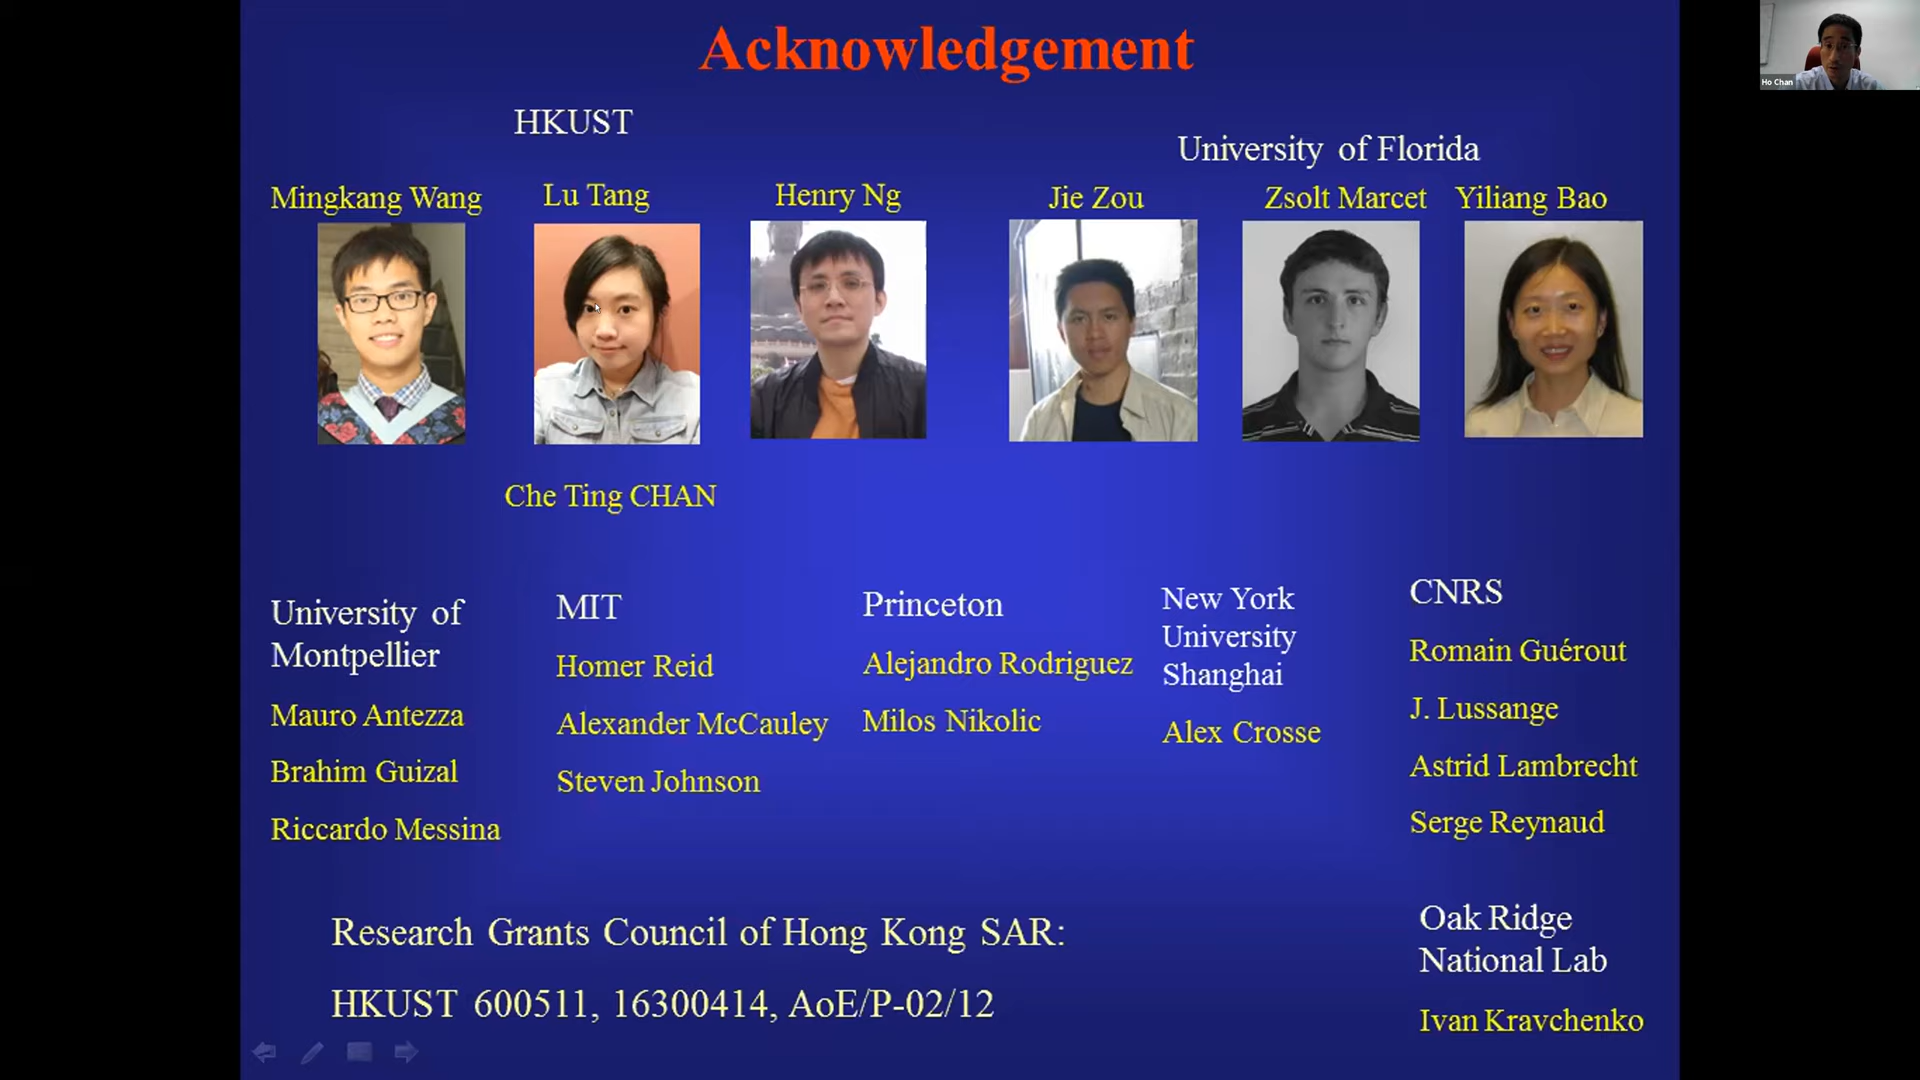 Acknowledgement
Ho Chan
HKUST
University of Florida
Mingkang Wang
Lu Tang
Henry Ng
Jie Zou
Zsolt Marcet
Yiliang Bao
Che Ting CHAN
University of
Montpellier
Mauro Antezza
Brahim Guizal
Riccardo Messina
MIT
Homer Reid
Alexander McCauley
Steven Johnson
Princeton
Alejandro Rodriguez
Milos Nikolic
New York
University
Shanghai
Alex Crosse
CNRS
Romain Guérout
J. Lussange
Astrid Lambrecht
Serge Reynaud
Research Grants Council of Hong Kong SAR:
HKUST 600511, 16300414, AoE/P-02/12
Oak Ridge
National Lab
Ivan Kravchenko